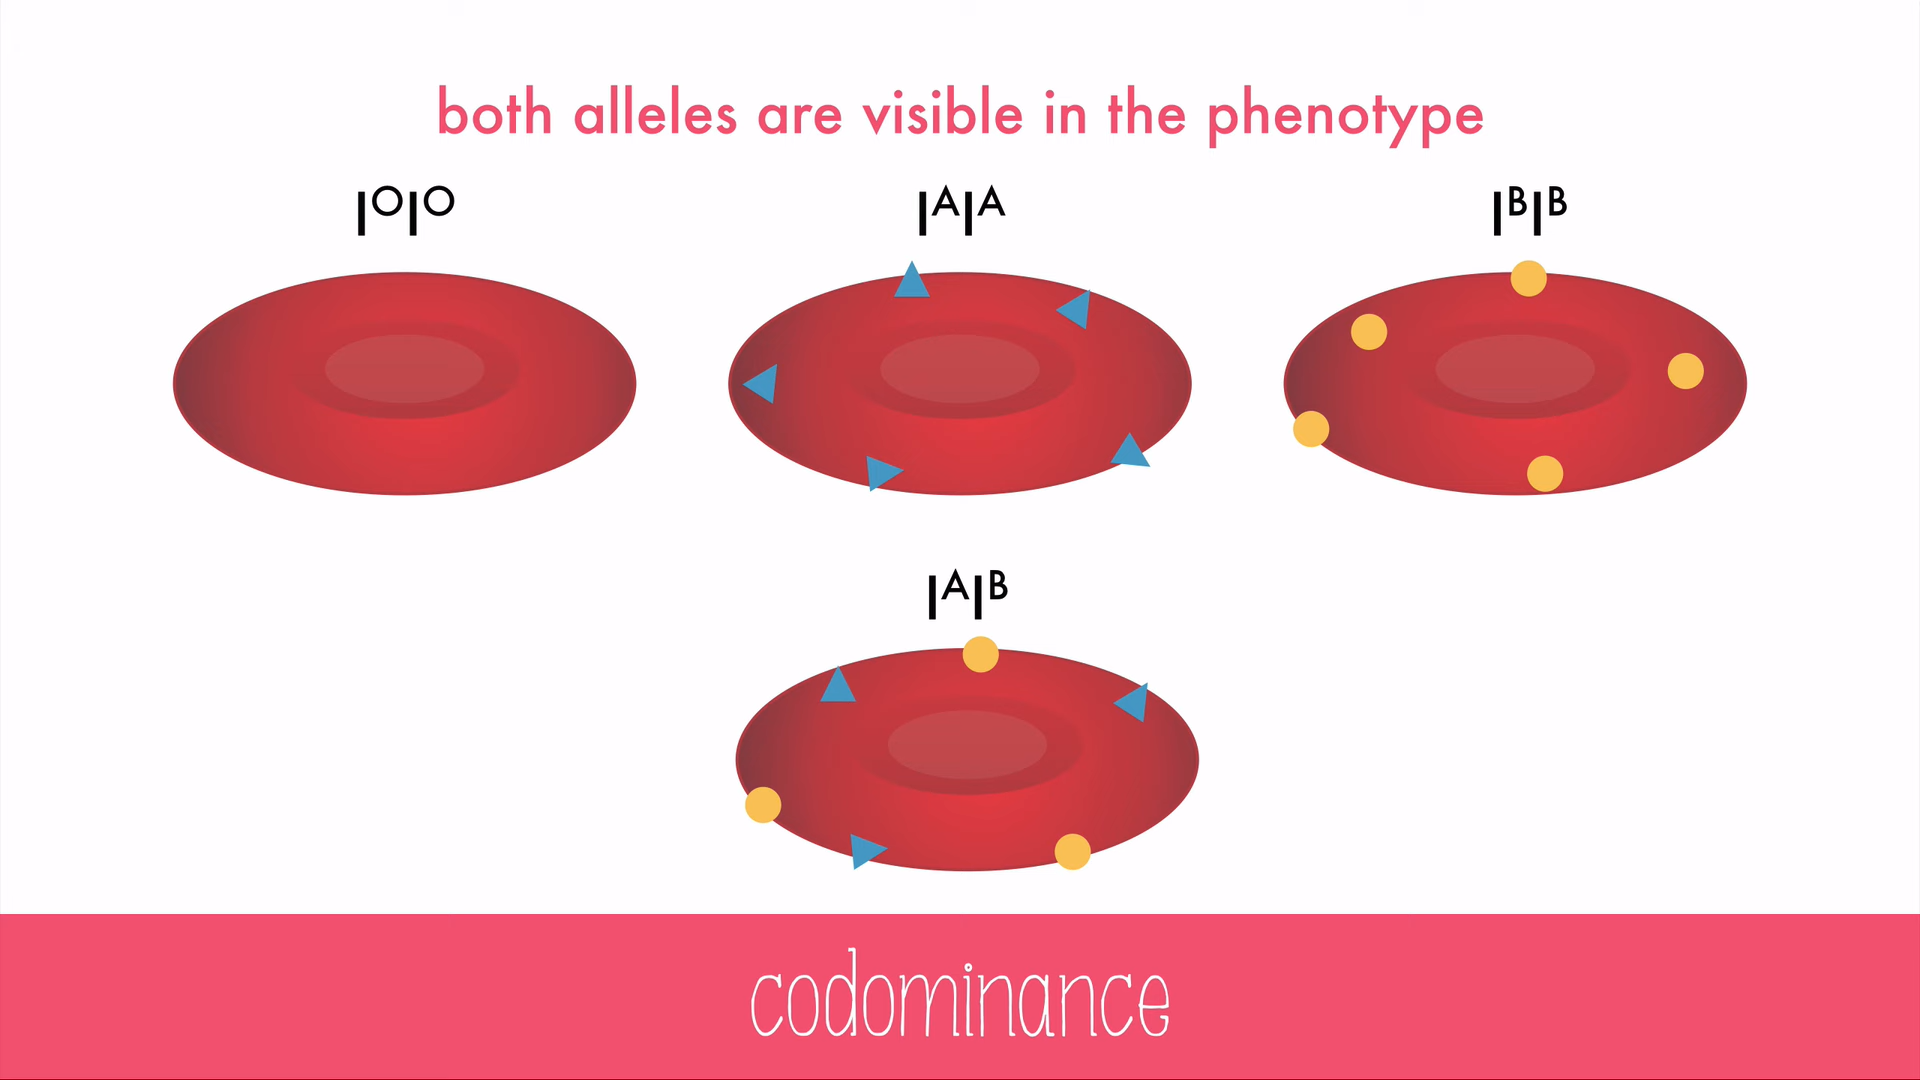 both alleles are visible in the phenotype
IᴼIᴼ
IᴬIᴬ
IᴮIᴮ
IᴬIᴮ
codominance